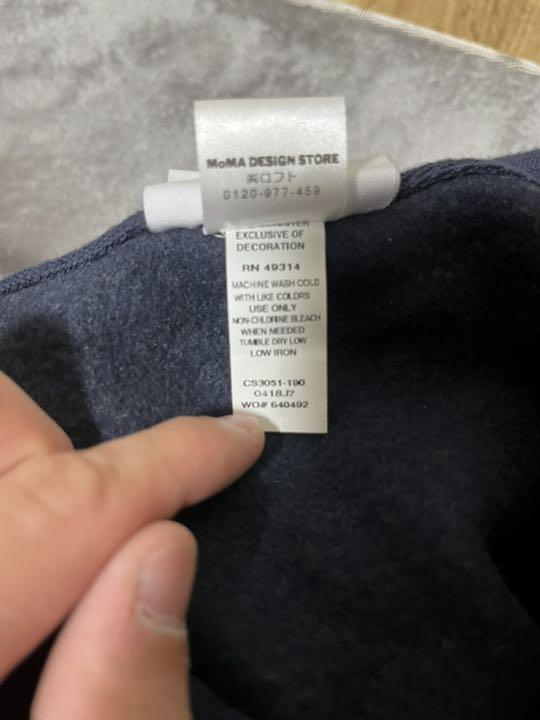 MoMA DESIGN STORE
㈱ロフト
0120-977-459
EXCLUSIVE OF
DECORATION
RN 49314
MACHINE WASH COLD
WITH LIKE COLORS
USE ONLY
NON-CHLORINE BLEACH
WHEN NEEDED
TUMBLE DRY LOW
LOW IRON
CS3051-190
0418J7
WO# 640492